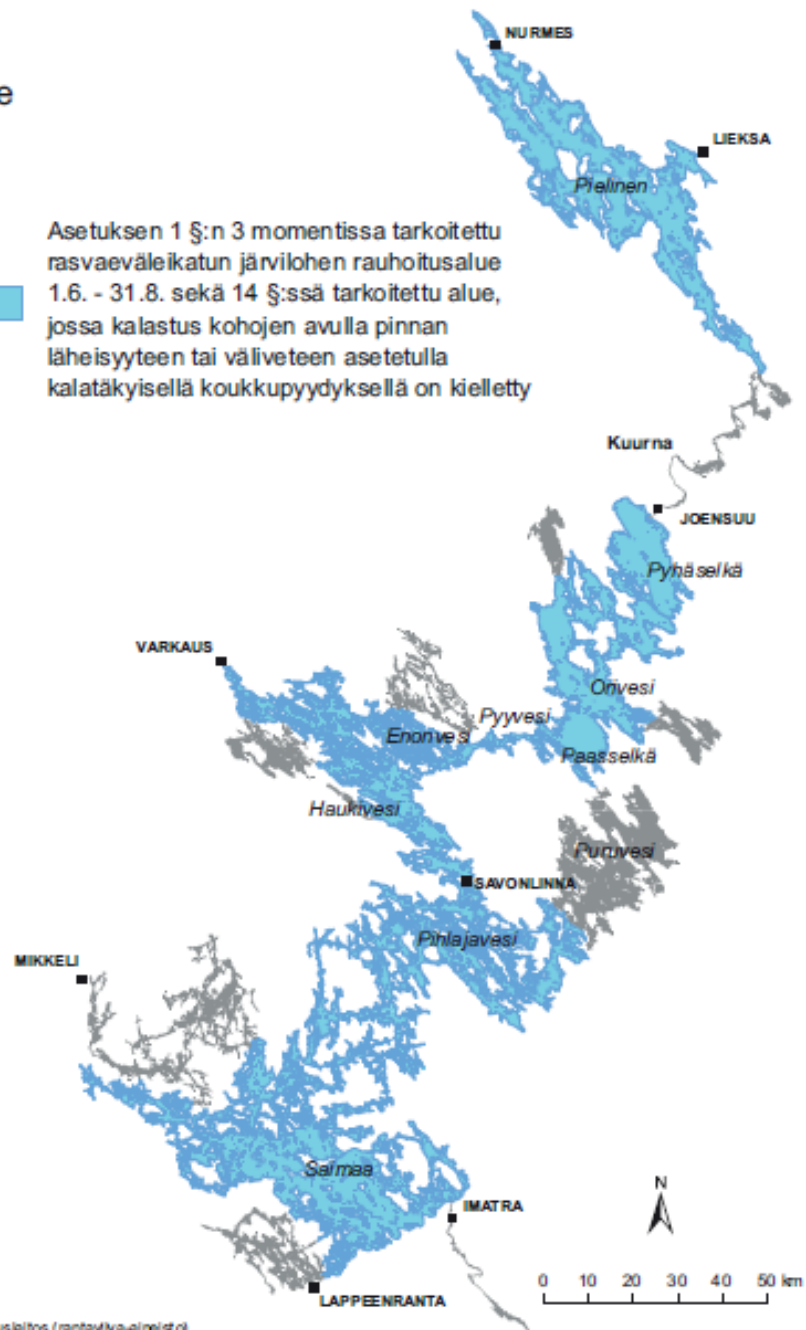 e
NURMES
LIEKSA
Pielinen
Asetuksen 1 §:n 3 momentissa tarkoitettu
rasvaeväleikatun järvilohen rauhoitusalue
1.6. - 31.8. sekä 14 §:ssä tarkoitettu alue,
jossa kalastus kohojen avulla pinnan
läheisyyteen tai väliveteen asetetulla
kalatäkyisellä koukkupyydyksellä on kielletty
Kuurna
JOENSUU
Pyhäselkä
VARKAUS
Orivesi
Pyyvesi
Enonvesi
Paasselkä
Haukivesi
Puruvesi
SAVONLINNA
Pihlajavesi
MIKKELI
Saimaa
N
IMATRA
0 10 20 30 40 50 km
LAPPEENRANTA